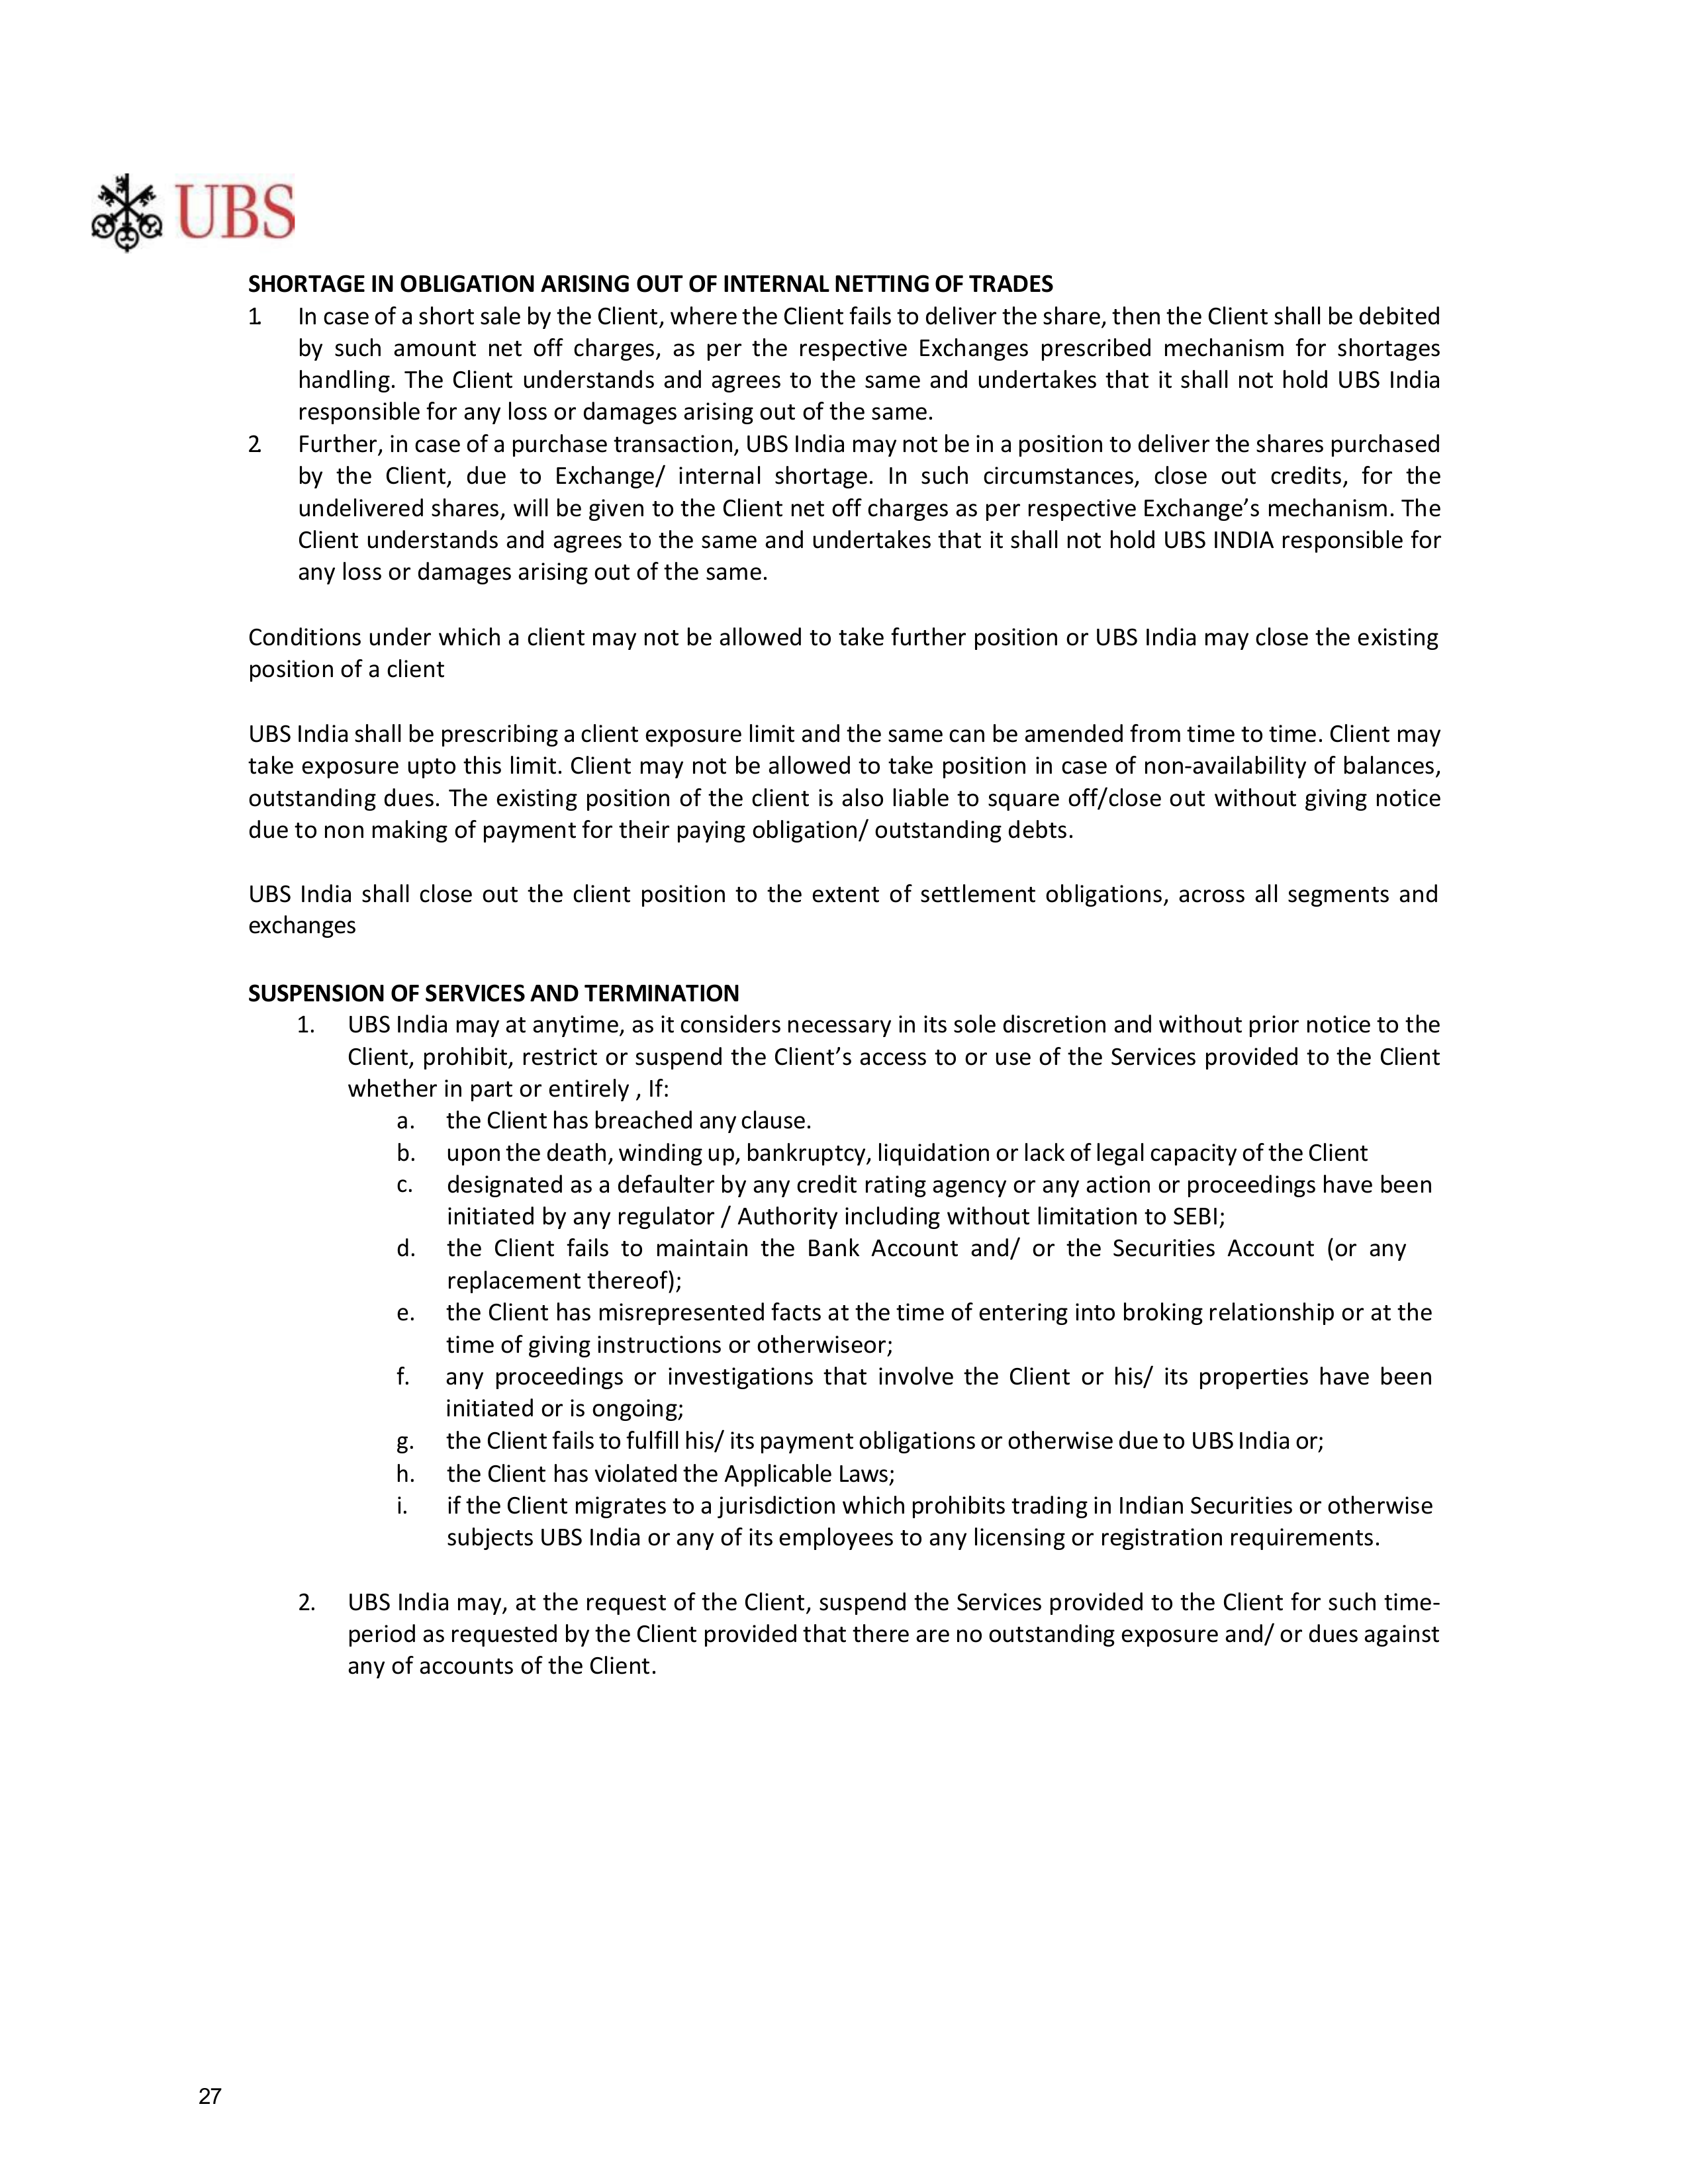 UBS
SHORTAGE IN OBLIGATION ARISING OUT OF INTERNAL NETTING OF TRADES
1. In case of a short sale by the Client, where the Client fails to deliver the share, then the Client shall be debited
by such amount net off charges, as per the respective Exchanges prescribed mechanism for shortages
handling. The Client understands and agrees to the same and undertakes that it shall not hold UBS India
responsible for any loss or damages arising out of the same.
2. Further, in case of a purchase transaction, UBS India may not be in a position to deliver the shares purchased
by the Client, due to Exchange/ internal shortage. In such circumstances, close out credits, for the
undelivered shares, will be given to the Client net off charges as per respective Exchange’s mechanism. The
Client understands and agrees to the same and undertakes that it shall not hold UBS INDIA responsible for
any loss or damages arising out of the same.
Conditions under which a client may not be allowed to take further position or UBS India may close the existing
position of a client
UBS India shall be prescribing a client exposure limit and the same can be amended from time to time. Client may
take exposure upto this limit. Client may not be allowed to take position in case of non-availability of balances,
outstanding dues. The existing position of the client is also liable to square off/close out without giving notice
due to non making of payment for their paying obligation/ outstanding debts.
UBS India shall close out the client position to the extent of settlement obligations, across all segments and
exchanges
SUSPENSION OF SERVICES AND TERMINATION
1. UBS India may at anytime, as it considers necessary in its sole discretion and without prior notice to the
Client, prohibit, restrict or suspend the Client’s access to or use of the Services provided to the Client
whether in part or entirely , If:
a. the Client has breached any clause.
b. upon the death, winding up, bankruptcy, liquidation or lack of legal capacity of the Client
c. designated as a defaulter by any credit rating agency or any action or proceedings have been
initiated by any regulator / Authority including without limitation to SEBI;
d. the Client fails to maintain the Bank Account and/ or the Securities Account (or any
replacement thereof);
e. the Client has misrepresented facts at the time of entering into broking relationship or at the
time of giving instructions or otherwiseor;
f. any proceedings or investigations that involve the Client or his/ its properties have been
initiated or is ongoing;
g. the Client fails to fulfill his/ its payment obligations or otherwise due to UBS India or;
h. the Client has violated the Applicable Laws;
i. if the Client migrates to a jurisdiction which prohibits trading in Indian Securities or otherwise
subjects UBS India or any of its employees to any licensing or registration requirements.
2. UBS India may, at the request of the Client, suspend the Services provided to the Client for such time-
period as requested by the Client provided that there are no outstanding exposure and/ or dues against
any of accounts of the Client.
27